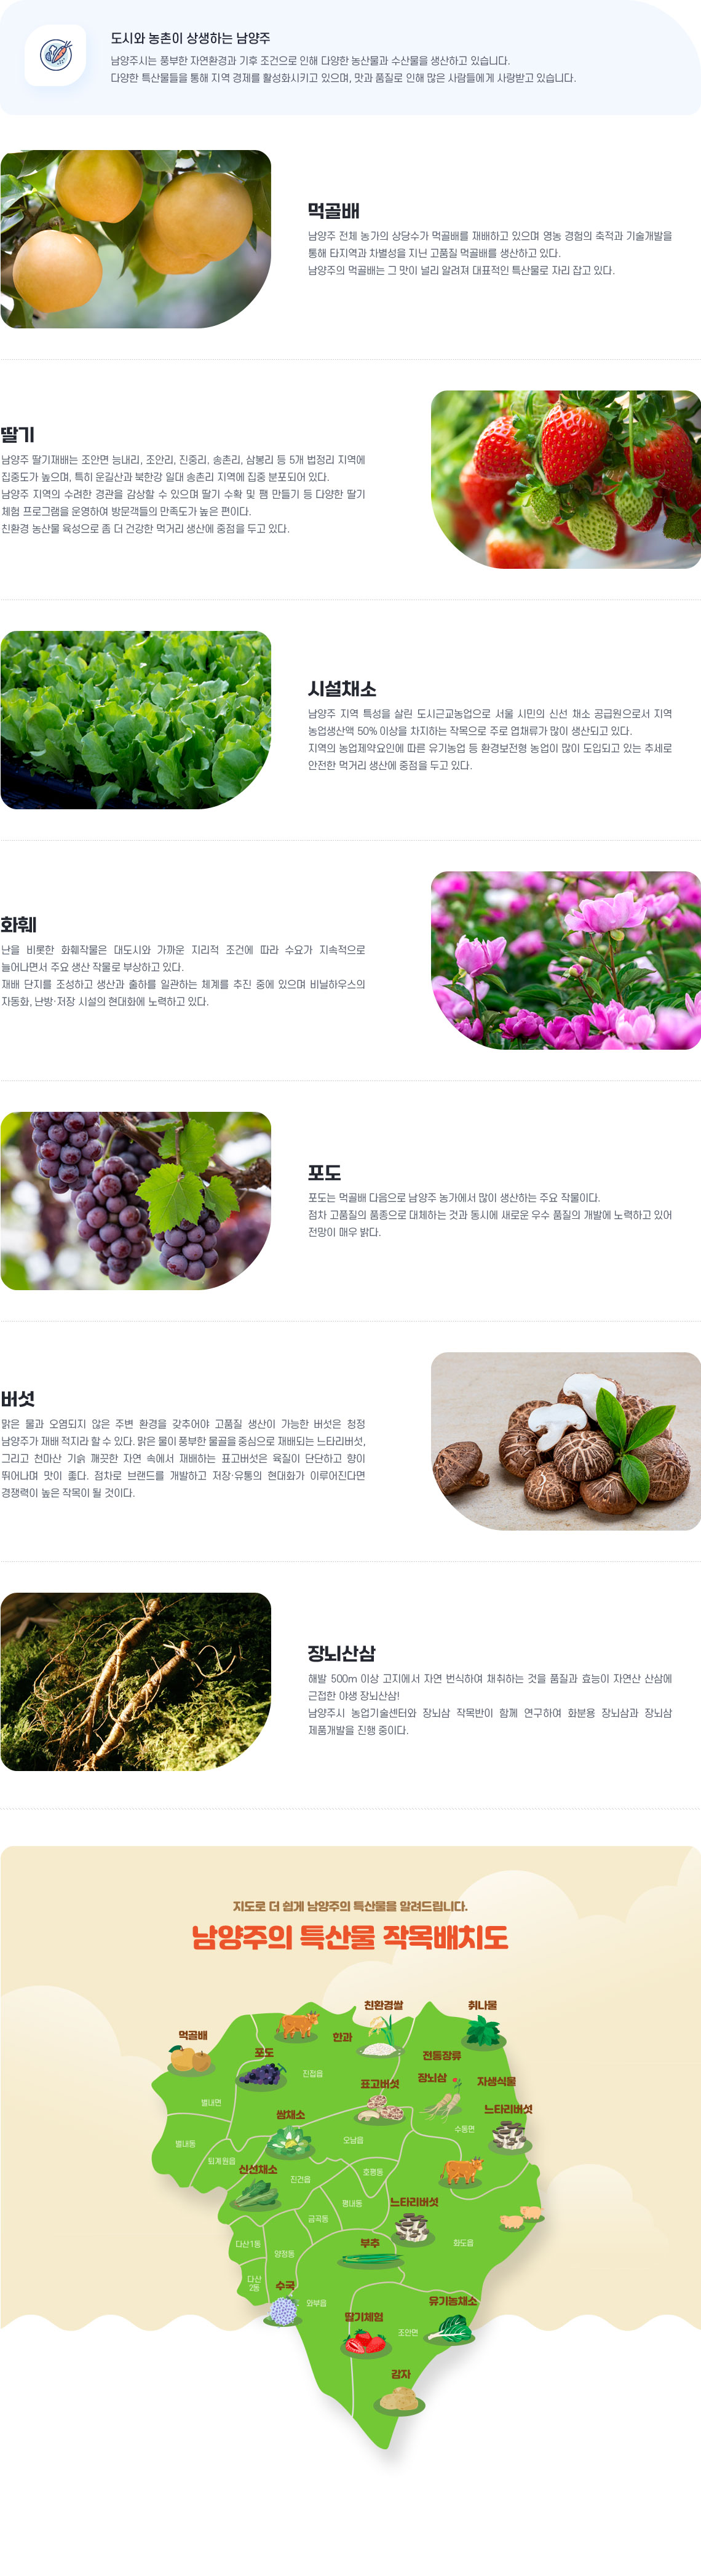 도시와 농촌이 상생하는 남양주
남양주시는 풍부한 자연환경과 기후 조건으로 인해 다양한 농산물과 수산물을 생산하고 있습니다.
다양한 특산물들을 통해 지역 경제를 활성화시키고 있으며, 맛과 품질로 인해 많은 사람들에게 사랑받고 있습니다.
먹골배
남양주 전체 농가의 상당수가 먹골배를 재배하고 있으며 영농 경험의 축적과 기술개발을
통해 타지역과 차별성을 지닌 고품질 먹골배를 생산하고 있다.
남양주의 먹골배는 그 맛이 널리 알려져 대표적인 특산물로 자리 잡고 있다.
딸기
남양주 딸기재배는 조안면 능내리, 조안리, 진중리, 송촌리, 삼봉리 등 5개 법정리 지역에
집중도가 높으며, 특히 운길산과 북한강 일대 송촌리 지역에 집중 분포되어 있다.
남양주 지역의 수려한 경관을 감상할 수 있으며 딸기 수확 및 쨈 만들기 등 다양한 딸기
체험 프로그램을 운영하여 방문객들의 만족도가 높은 편이다.
친환경 농산물 육성으로 좀 더 건강한 먹거리 생산에 중점을 두고 있다.
시설채소
남양주 지역 특성을 살린 도시근교농업으로 서울 시민의 신선 채소 공급원으로서 지역
농업생산액 50% 이상을 차지하는 작목으로 주로 엽채류가 많이 생산되고 있다.
지역의 농업제약요인에 따른 유기농업 등 환경보전형 농업이 많이 도입되고 있는 추세로
안전한 먹거리 생산에 중점을 두고 있다.
화훼
난을 비롯한 화훼작물은 대도시와 가까운 지리적 조건에 따라 수요가 지속적으로
늘어나면서 주요 생산 작물로 부상하고 있다.
재배 단지를 조성하고 생산과 출하를 일관하는 체계를 추진 중에 있으며 비닐하우스의
자동화, 난방·저장 시설의 현대화에 노력하고 있다.
포도
포도는 먹골배 다음으로 남양주 농가에서 많이 생산하는 주요 작물이다.
점차 고품질의 품종으로 대체하는 것과 동시에 새로운 우수 품질의 개발에 노력하고 있어
전망이 매우 밝다.
버섯
맑은 물과 오염되지 않은 주변 환경을 갖추어야 고품질 생산이 가능한 버섯은 청정
남양주가 재배 적지라 할 수 있다. 맑은 물이 풍부한 물골을 중심으로 재배되는 느타리버섯,
그리고 천마산 기슭 깨끗한 자연 속에서 재배하는 표고버섯은 육질이 단단하고 향이
뛰어나며 맛이 좋다. 점차로 브랜드를 개발하고 저장·유통의 현대화가 이루어진다면
경쟁력이 높은 작목이 될 것이다.
장뇌산삼
해발 500m 이상 고지에서 자연 번식하여 채취하는 것을 품질과 효능이 자연산 산삼에
근접한 야생 장뇌산삼!
남양주시 농업기술센터와 장뇌삼 작목반이 함께 연구하여 화분용 장뇌삼과 장뇌삼
제품개발을 진행 중이다.
지도로 더 쉽게 남양주의 특산물을 알려드립니다.
남양주의 특산물 작목배치도
친환경쌀
취나물
먹골배
한과
포도
전통장류
진접읍
장뇌삼
자생식물
표고버섯
별내면
느타리버섯
쌈채소
수동면
오남읍
별내동
퇴계원읍
신선채소
호평동
진건읍
평내동
느타리버섯
금곡동
부추
화도읍
다산1동
양정동
다산
2동
수국
유기농채소
와부읍
딸기체험
조안면
감자